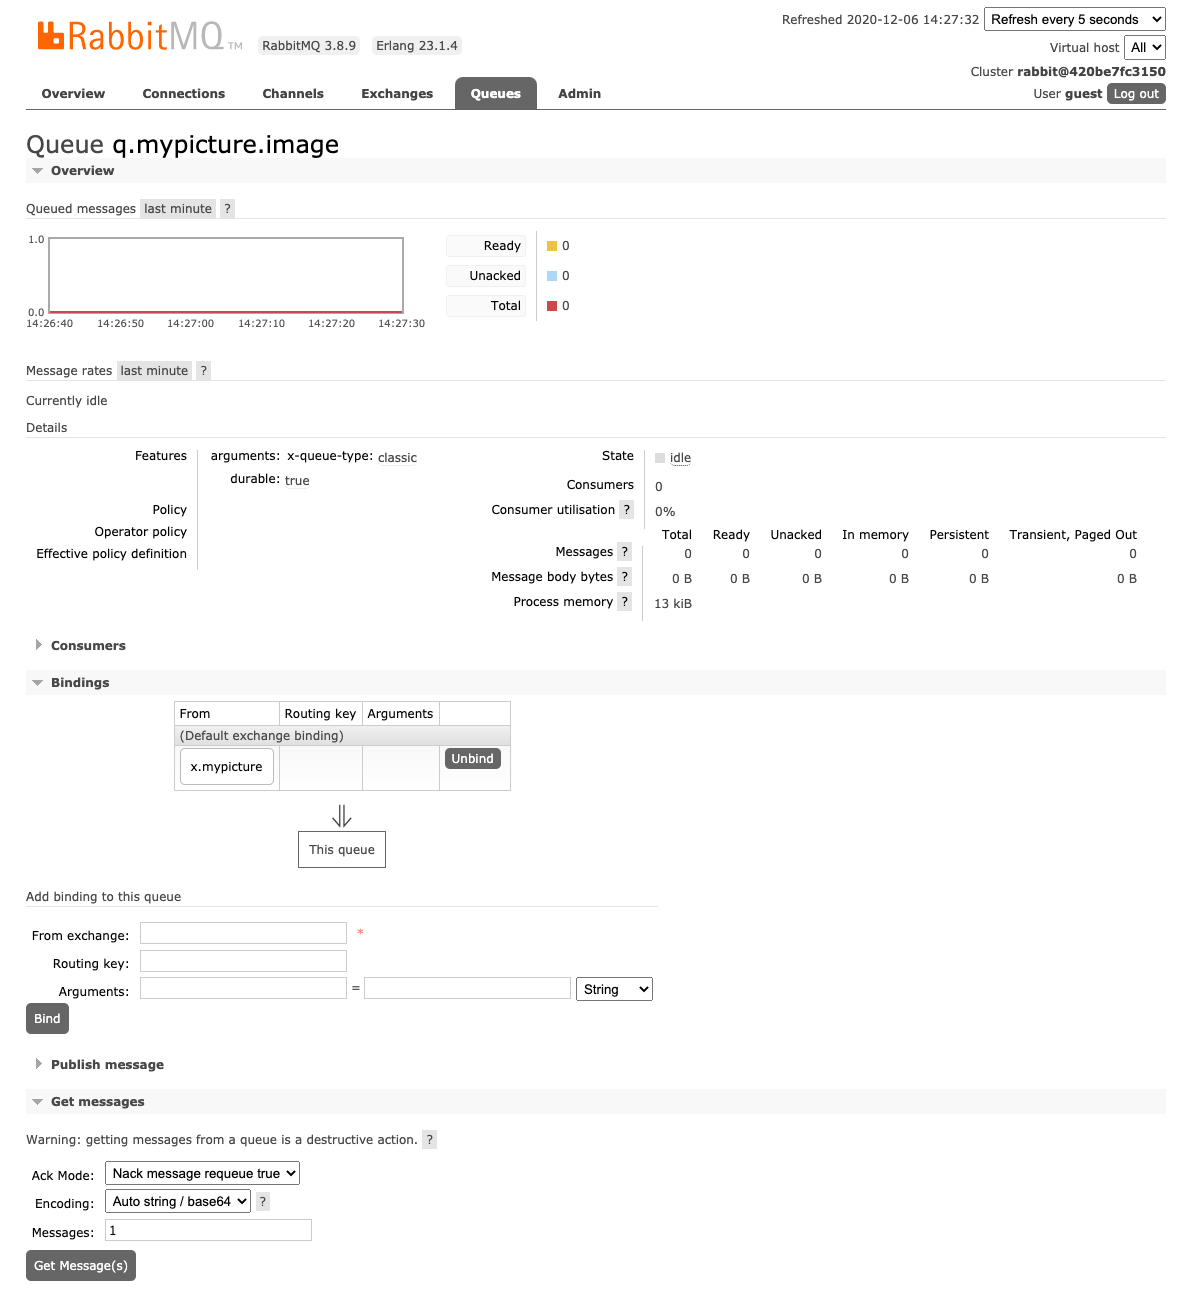 Refreshed 2020-12-06 14:27:32 Refresh every 5 seconds
RabbitMQ TM RabbitMQ 3.8.9 Erlang 23.1.4
Virtual host All
Cluster rabbit@420be7fc3150
User guest Log out
Overview Connections Channels Exchanges Queues Admin
Queue q.mypicture.image
Overview
Queued messages last minute ?
1.0
0.0
14:26:40 14:26:50 14:27:00 14:27:10 14:27:20 14:27:30
Ready 0
Unacked 0
Total 0
Message rates last minute ?
Currently idle
Details
Features arguments: x-queue-type: classic
durable: true
Policy
Operator policy
Effective policy definition
State idle
Consumers 0
Consumer utilisation ? 0%
Total Ready Unacked In memory Persistent Transient, Paged Out
Messages ? 0 0 0 0 0 0
Message body bytes ? 0 B 0 B 0 B 0 B 0 B 0 B
Process memory ? 13 kiB
Consumers
Bindings
From Routing key Arguments
(Default exchange binding)
x.mypicture Unbind
⇓
This queue
Add binding to this queue
From exchange: *
Routing key:
Arguments: = String
Bind
Publish message
Get messages
Warning: getting messages from a queue is a destructive action. ?
Ack Mode: Nack message requeue true
Encoding: Auto string / base64 ?
Messages: 1
Get Message(s)